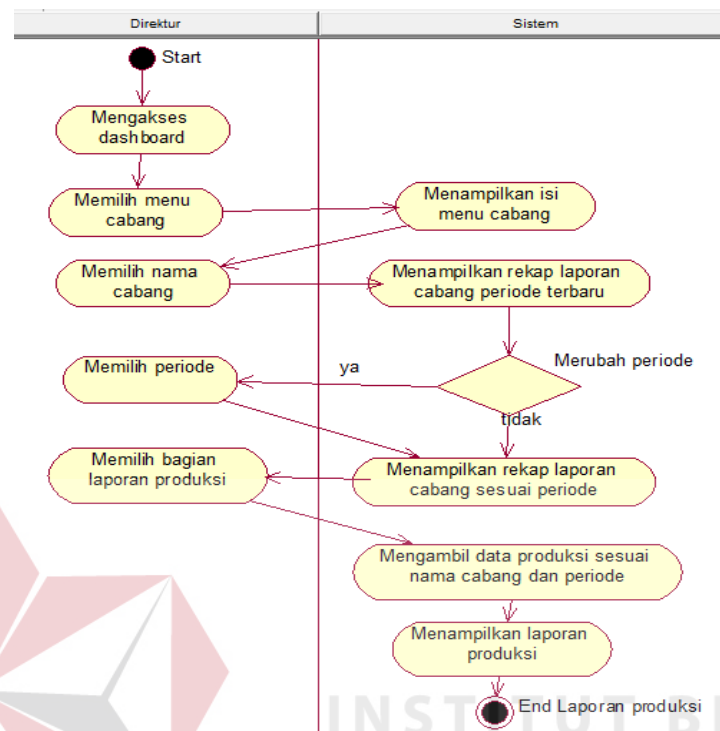 Direktur
Sistem
Start
Mengakses
dashboard
Memilih menu
cabang
Menampilkan isi
menu cabang
Memilih nama
cabang
Menampilkan rekap laporan
cabang periode terbaru
Merubah periode
ya
Memilih periode
tidak
Memilih bagian
laporan produksi
Menampilkan rekap laporan
cabang sesuai periode
Mengambil data produksi sesuai
nama cabang dan periode
Menampilkan laporan
produksi
End Laporan produksi
INSTITUT B